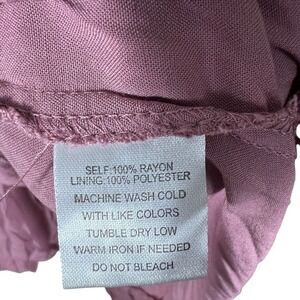 SELF:100% RAYON
LINING:100% POLYESTER
MACHINE WASH COLD
WITH LIKE COLORS
TUMBLE DRY LOW
WARM IRON IF NEEDED
DO NOT BLEACH